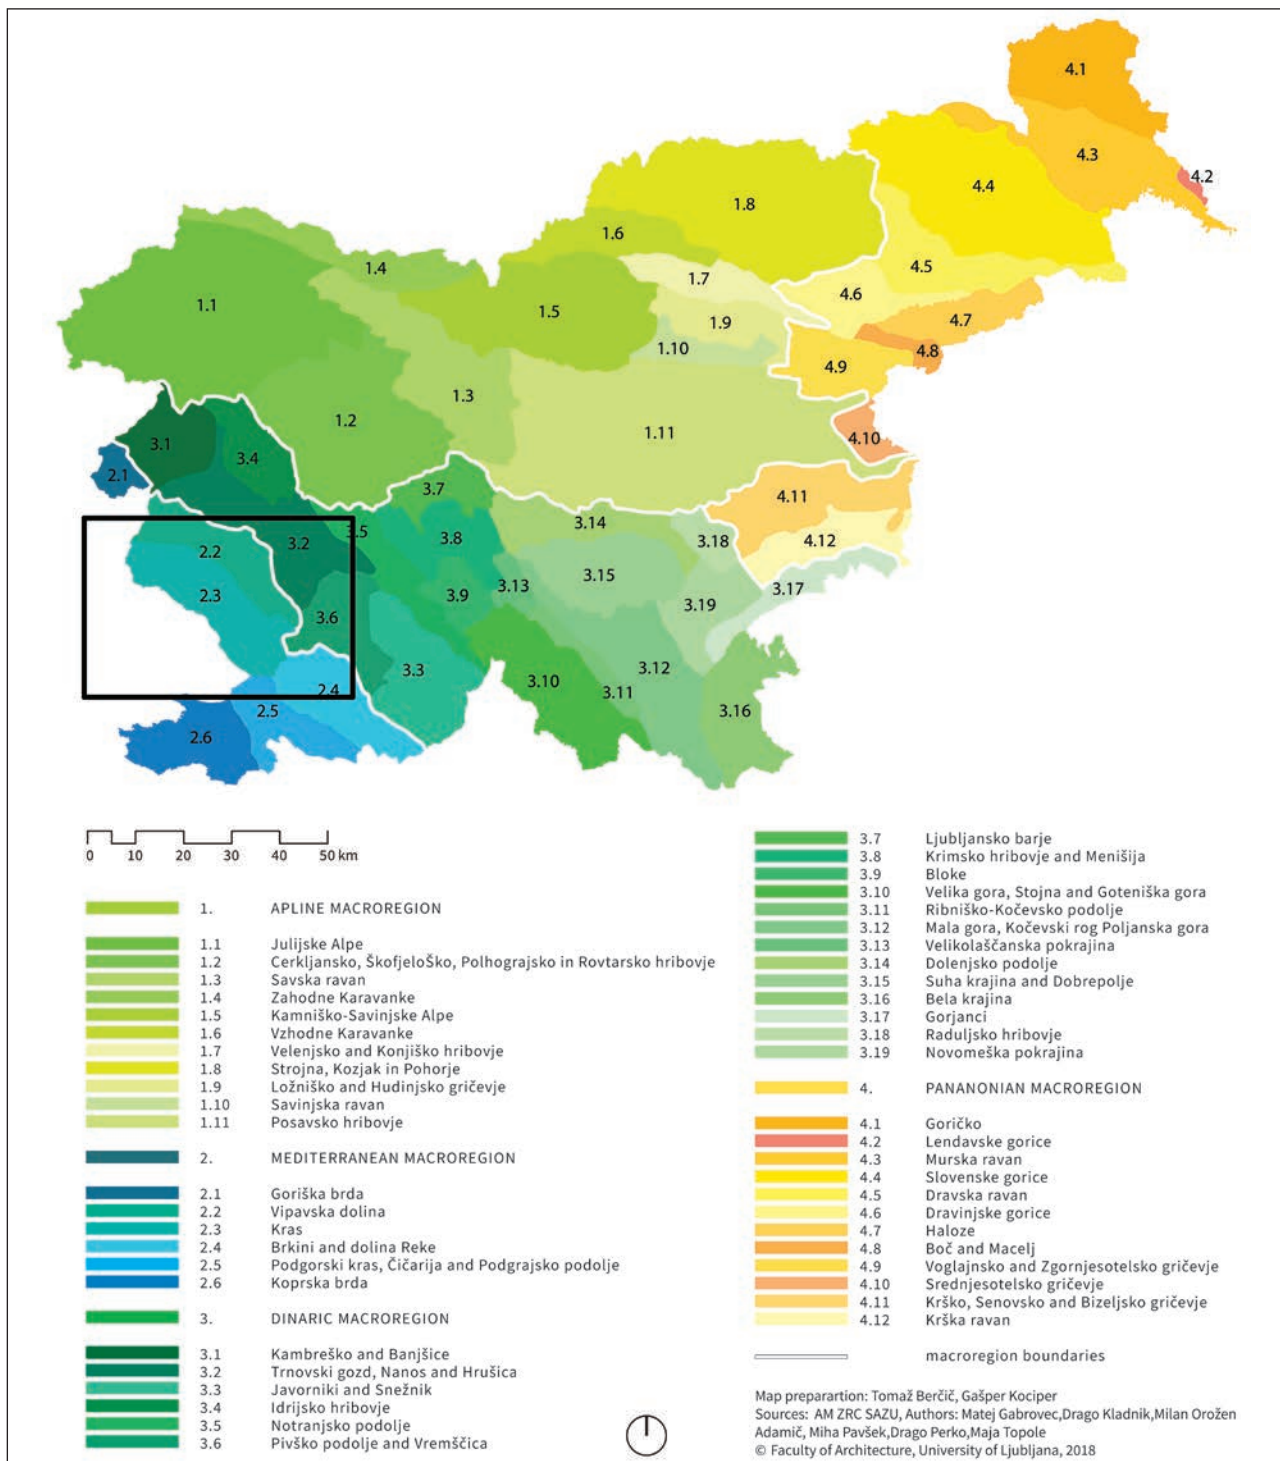 4.1
4.3
4.2
4.4
1.8
1.6
4.5
1.4
1.7
4.6
1.1
1.5
1.9
4.7
1.10
4.8
4.9
1.3
1.2
1.11
4.10
3.1
3.4
2.1
3.7
4.11
3.14
3.5
3.8
3.2
3.18
4.12
2.2
3.15
3.13
3.17
2.3
3.9
3.19
3.6
3.12
3.3
3.10
2.4
3.11
2.5
3.16
2.6
0 10 20 30 40 50 km
1. APLINE MACROREGION
1.1 Julijske Alpe
1.2 Cerkljansko, ŠkofjeloŠko, Polhograjsko in Rovtarsko hribovje
1.3 Savska ravan
1.4 Zahodne Karavanke
1.5 Kamniško-Savinjske Alpe
1.6 Vzhodne Karavanke
1.7 Velenjsko and Konjiško hribovje
1.8 Strojna, Kozjak in Pohorje
1.9 Ložniško and Hudinjsko gričevje
1.10 Savinjska ravan
1.11 Posavsko hribovje
2. MEDITERRANEAN MACROREGION
2.1 Goriška brda
2.2 Vipavska dolina
2.3 Kras
2.4 Brkini and dolina Reke
2.5 Podgorski kras, Čičarija and Podgrajsko podolje
2.6 Koprska brda
3. DINARIC MACROREGION
3.1 Kambreško and Banjšice
3.2 Trnovski gozd, Nanos and Hrušica
3.3 Javorniki and Snežnik
3.4 Idrijsko hribovje
3.5 Notranjsko podolje
3.6 Pivško podolje and Vremščica
3.7 Ljubljansko barje
3.8 Krimsko hribovje and Menišija
3.9 Bloke
3.10 Velika gora, Stojna and Goteniška gora
3.11 Ribniško-Kočevsko podolje
3.12 Mala gora, Kočevski rog Poljanska gora
3.13 Velikolaščanska pokrajina
3.14 Dolenjsko podolje
3.15 Suha krajina and Dobrepolje
3.16 Bela krajina
3.17 Gorjanci
3.18 Raduljsko hribovje
3.19 Novomeška pokrajina
4. PANANONIAN MACROREGION
4.1 Goričko
4.2 Lendavske gorice
4.3 Murska ravan
4.4 Slovenske gorice
4.5 Dravska ravan
4.6 Dravinjske gorice
4.7 Haloze
4.8 Boč and Macelj
4.9 Voglajnsko and Zgornjesotelsko gričevje
4.10 Srednjesotelsko gričevje
4.11 Krško, Senovsko and Bizeljsko gričevje
4.12 Krška ravan
macroregion boundaries
Map preparartion: Tomaž Berčič, Gašper Kociper
Sources: AM ZRC SAZU, Authors: Matej Gabrovec,Drago Kladnik,Milan Orožen
Adamič, Miha Pavšek,Drago Perko,Maja Topole
© Faculty of Architecture, University of Ljubljana, 2018